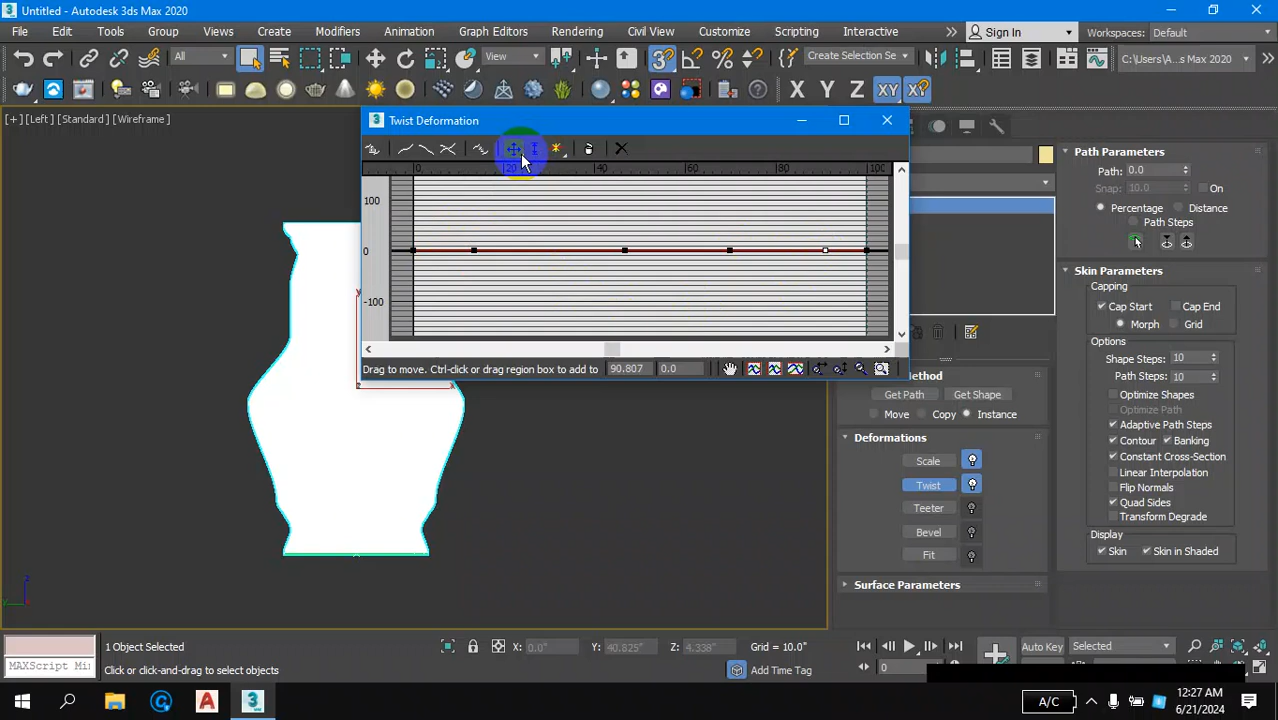 Untitled - Autodesk 3ds Max 2020
File Edit Tools Group Views Create Modifiers Animation Graph Editors Rendering Civil View Customize Scripting Interactive Sign In Workspaces: Default
All View Create Selection Se C:\Users\A...s Max 2020
X Y Z XY X?
[+] [Left] [Standard] [Wireframe]
Twist Deformation
0 20 40 80 100
100
0
-100
Drag to move. Ctrl-click or drag region box to add to 90.807 0.0
y
x
z
Path Parameters
Path: 0.0
Snap: 10.0 On
Percentage Distance
Path Steps
Skin Parameters
Capping
Cap Start Cap End
Morph Grid
Options
Shape Steps: 10
Path Steps: 10
Optimize Shapes
Optimize Path
Adaptive Path Steps
Contour Banking
Constant Cross-Section
Linear Interpolation
Flip Normals
Quad Sides
Transform Degrade
Display
Skin Skin in Shaded
Method
Get Path Get Shape
Move Copy Instance
Deformations
Scale
Twist
Teeter
Bevel
Fit
Surface Parameters
1 Object Selected X: 0.0" Y: 40.825" Z: 4.338" Grid = 10.0" Auto Key Selected
MAXScript Mi Click or click-and-drag to select objects Add Time Tag 0
A/C 12:27 AM
6/21/2024